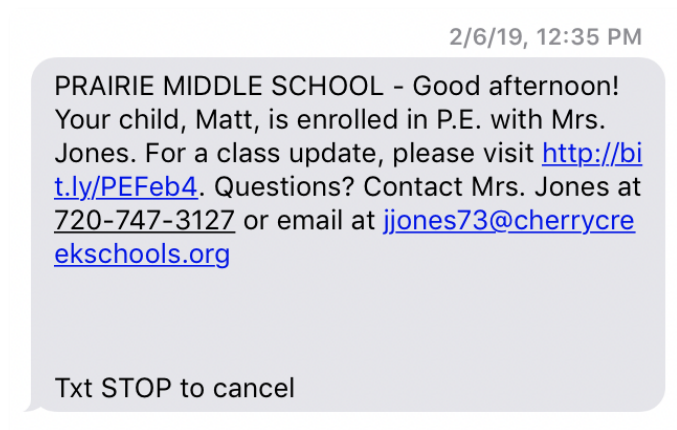 2/6/19, 12:35 PM
PRAIRIE MIDDLE SCHOOL - Good afternoon!
Your child, Matt, is enrolled in P.E. with Mrs.
Jones. For a class update, please visit http://bi
t.ly/PEFeb4. Questions? Contact Mrs. Jones at
720-747-3127 or email at jjones73@cherrycre
ekschools.org
Txt STOP to cancel